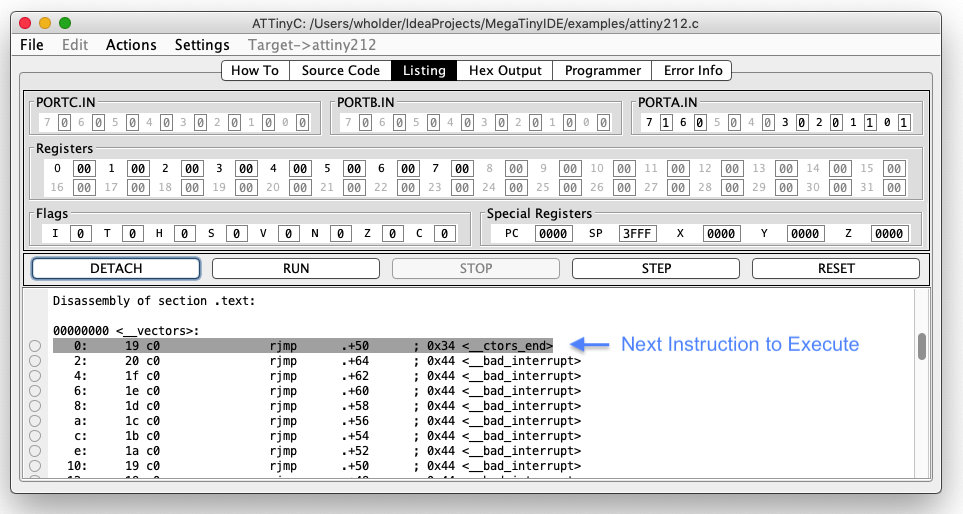 ATTinyC: /Users/wholder/IdeaProjects/MegaTinyIDE/examples/attiny212.c
File Edit Actions Settings Target->attiny212
How To Source Code Listing Hex Output Programmer Error Info
PORTC.IN PORTB.IN PORTA.IN
7 0 6 0 5 0 4 0 3 0 2 0 1 0 0 0 7 0 6 0 5 0 4 0 3 0 2 0 1 0 0 0 7 1 6 0 5 0 4 0 3 0 2 0 1 1 0 1
Registers
0 00 1 00 2 00 3 00 4 00 5 00 6 00 7 00 8 00 9 00 10 00 11 00 12 00 13 00 14 00 15 00
16 00 17 00 18 00 19 00 20 00 21 00 22 00 23 00 24 00 25 00 26 00 27 00 28 00 29 00 30 00 31 00
Flags Special Registers
I 0 T 0 H 0 S 0 V 0 N 0 Z 0 C 0 PC 0000 SP 3FFF X 0000 Y 0000 Z 0000
DETACH RUN STOP STEP RESET
Disassembly of section .text:
00000000 <__vectors>:
0: 19 c0 rjmp .+50 ; 0x34 <__ctors_end> Next Instruction to Execute
2: 20 c0 rjmp .+64 ; 0x44 <__bad_interrupt>
4: 1f c0 rjmp .+62 ; 0x44 <__bad_interrupt>
6: 1e c0 rjmp .+60 ; 0x44 <__bad_interrupt>
8: 1d c0 rjmp .+58 ; 0x44 <__bad_interrupt>
a: 1c c0 rjmp .+56 ; 0x44 <__bad_interrupt>
c: 1b c0 rjmp .+54 ; 0x44 <__bad_interrupt>
e: 1a c0 rjmp .+52 ; 0x44 <__bad_interrupt>
10: 19 c0 rjmp .+50 ; 0x44 <__bad_interrupt>